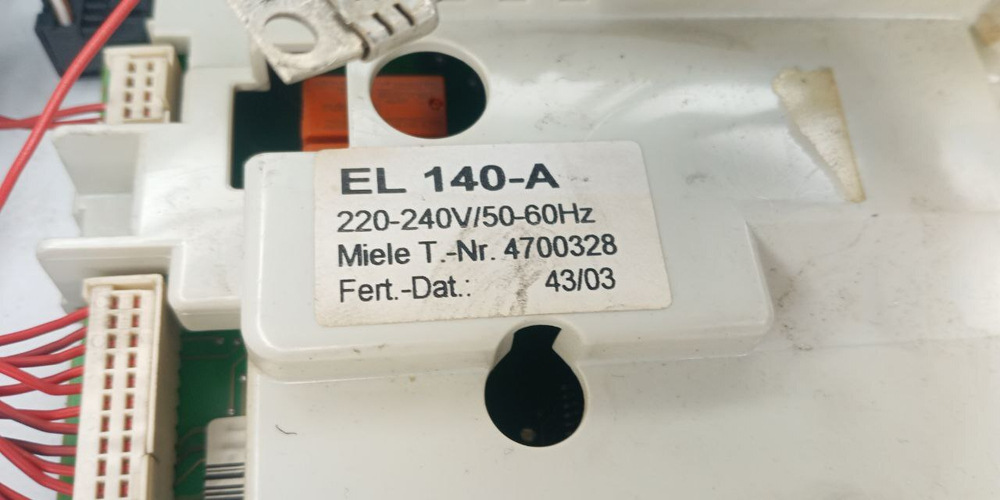 EL 140-A
220-240V/50-60Hz
Miele T.-Nr. 4700328
Fert.-Dat.: 43/03